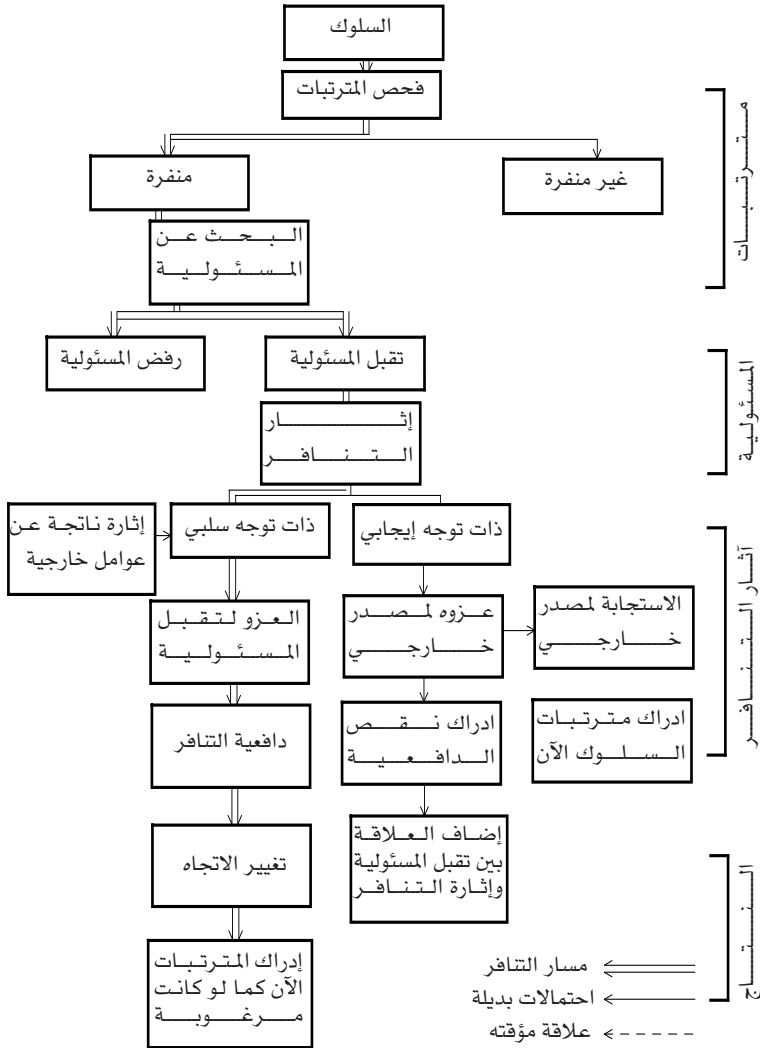 السلوك
فحص المترتبات
منفرة
غير منفرة
البحث عن
المسئولية
مترتبات
رفض المسئولية
تقبل المسئولية
إثار
التنافر
المسئولية
إثارة ناتجة عن
عوامل خارجية
ذات توجه سلبي
ذات توجه إيجابي
العزو لتقبل
المسئولية
عزوه لمصدر
خارجي
الاستجابة لمصدر
خارجي
دافعية التنافر
ادراك نقص
الدافعية
ادراك مترتبات
السلوك الآن
آثار التنافر
تغيير الاتجاه
إضاف العلاقة
بين تقبل المسئولية
وإثارة التنافر
إدراك المترتبات
الآن كما لو كانت
مرغوبة
النتاج
مسار التنافر
احتمالات بديلة
علاقة مؤقته